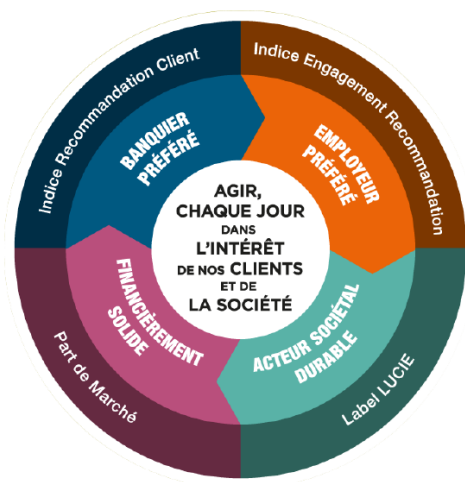 Indice Recommandation Client
Indice Engagement Recommandation
BANQUIER
PRÉFÉRÉ
EMPLOYEUR
PRÉFÉRÉ
AGIR,
CHAQUE JOUR
DANS
L'INTÉRÊT
DE NOS CLIENTS
ET DE
LA SOCIÉTÉ
FINANCIÈREMENT
SOLIDE
ACTEUR SOCIÉTAL
DURABLE
Part de Marché
Label LUCIE